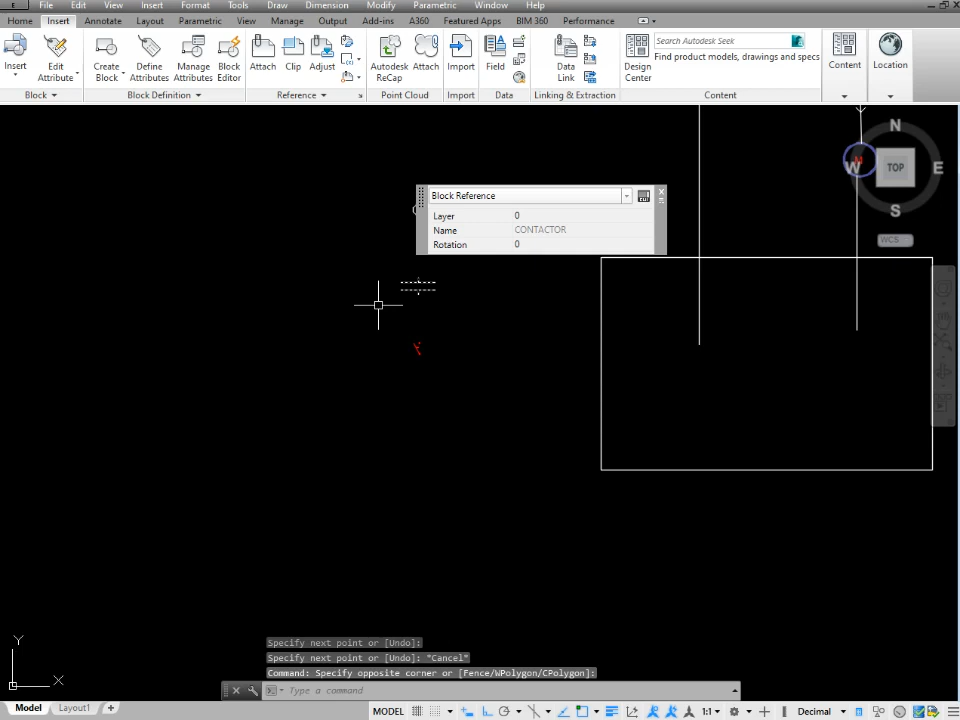 E File Edit View Insert Format Tools Draw Dimension Modify Parametric Window Help
Home Insert Annotate Layout Parametric View Manage Output Add-ins A360 Featured Apps BIM 360 Performance
Insert Edit Attribute Create Block Define Attributes Manage Attributes Block Editor Attach Clip Adjust Autodesk ReCap Attach Import Field Data Link Design Center Search Autodesk Seek Content Location
Find product models, drawings and specs
Block Block Definition Reference Point Cloud Import Data Linking & Extraction Content
N
W M TOP E
S
WCS
Block Reference
Layer 0
Name CONTACTOR
Rotation 0
Y
X
Specify next point or [Undo]:
Specify next point or [Undo]: *Cancel*
Command: Specify opposite corner or [Fence/WPolygon/CPolygon]:
Type a command
Model Layout1 + MODEL 1:1 Decimal